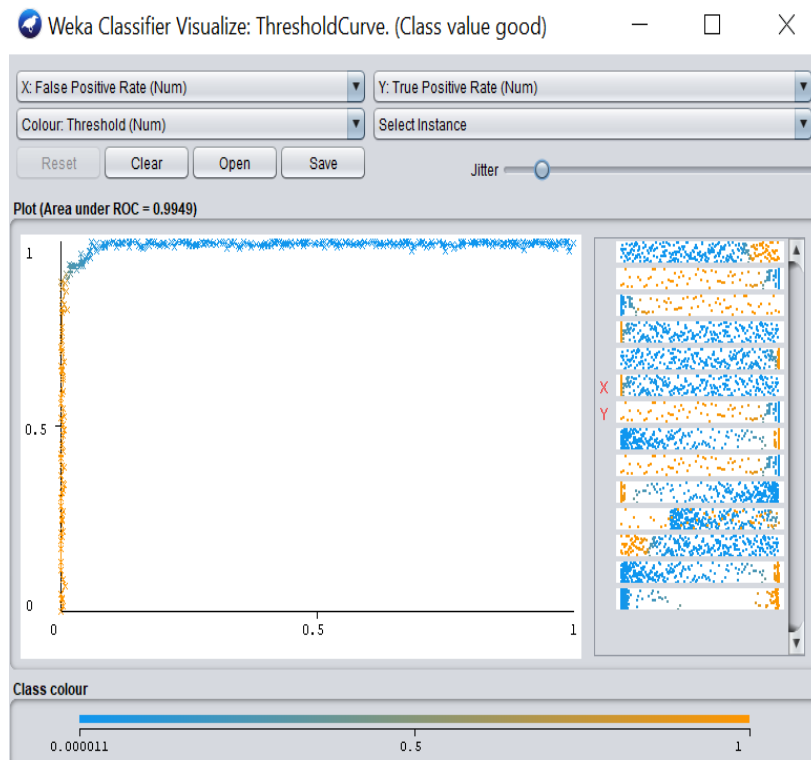 Weka Classifier Visualize: ThresholdCurve. (Class value good)
X: False Positive Rate (Num) Y: True Positive Rate (Num)
Colour: Threshold (Num) Select Instance
Reset Clear Open Save Jitter
Plot (Area under ROC = 0.9949)
1
0.5
0
0 0.5 1
X
Y
Class colour
0.000011 0.5 1